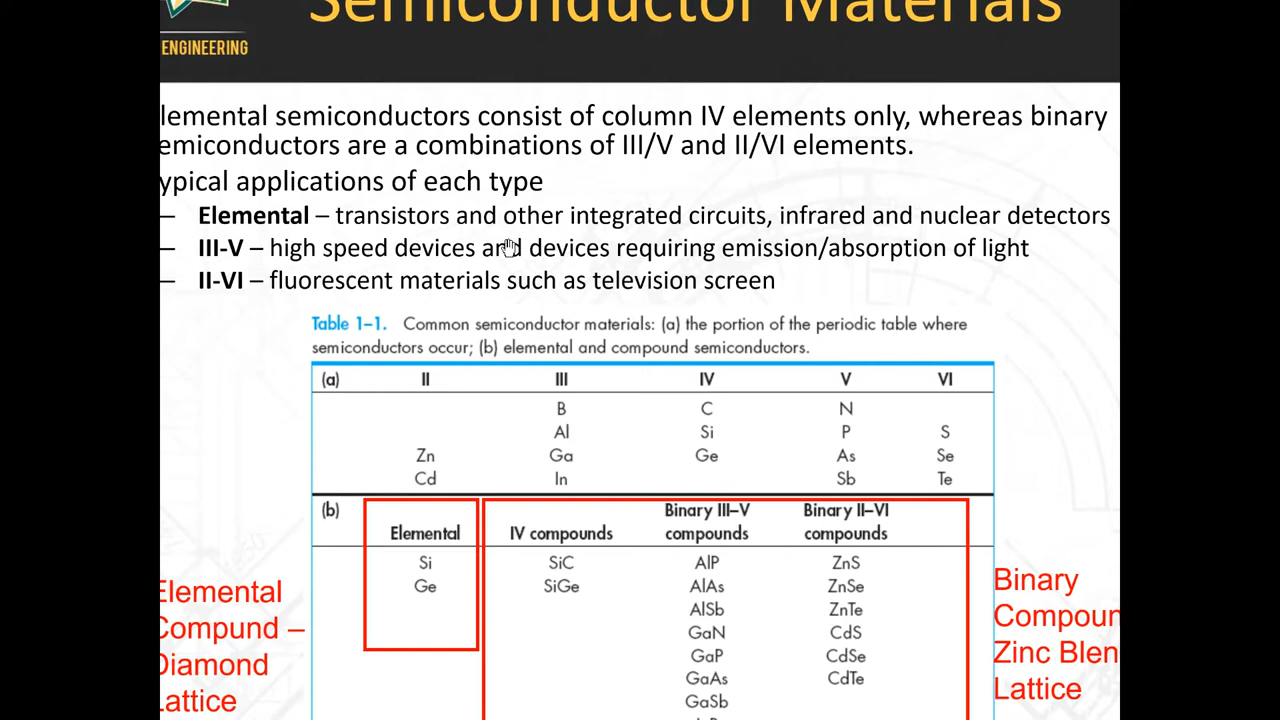 Semiconductor Materials
ENGINEERING
lemental semiconductors consist of column IV elements only, whereas binary
emiconductors are a combinations of III/V and II/VI elements.
ypical applications of each type
– Elemental – transistors and other integrated circuits, infrared and nuclear detectors
– III-V – high speed devices and devices requiring emission/absorption of light
– II-VI – fluorescent materials such as television screen
Table 1–1. Common semiconductor materials: (a) the portion of the periodic table where
semiconductors occur; (b) elemental and compound semiconductors.
(a) II III IV V VI
B C N
Al Si P S
Zn Ga Ge As Se
Cd In Sb Te
(b) Elemental IV compounds Binary III–V compounds Binary II–VI compounds
Si SiC AlP ZnS
Ge SiGe AlAs ZnSe
AlSb ZnTe
GaN CdS
GaP CdSe
GaAs CdTe
GaSb
Elemental
Compund –
Diamond
Lattice
Binary
Compoun
Zinc Blen
Lattice